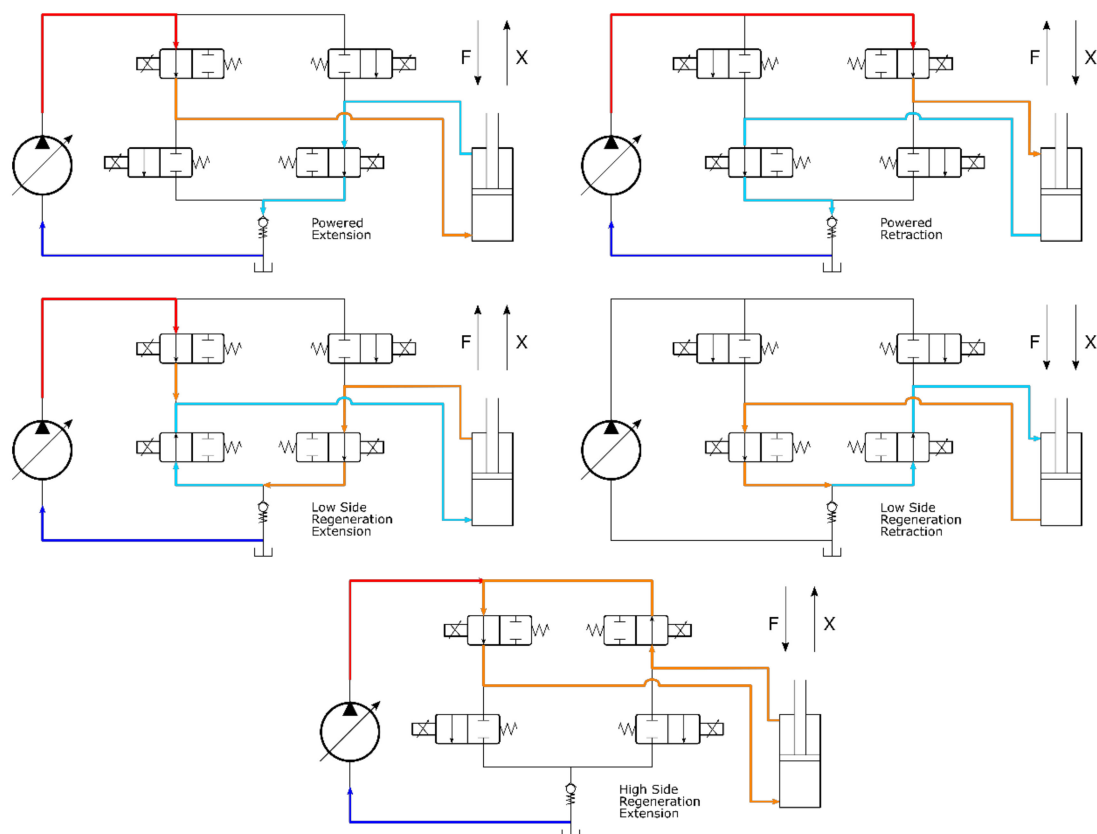 F
X
Powered
Extension
F
X
Powered
Retraction
F
X
Low Side
Regeneration
Extension
F
X
Low Side
Regeneration
Retraction
F
X
High Side
Regeneration
Extension